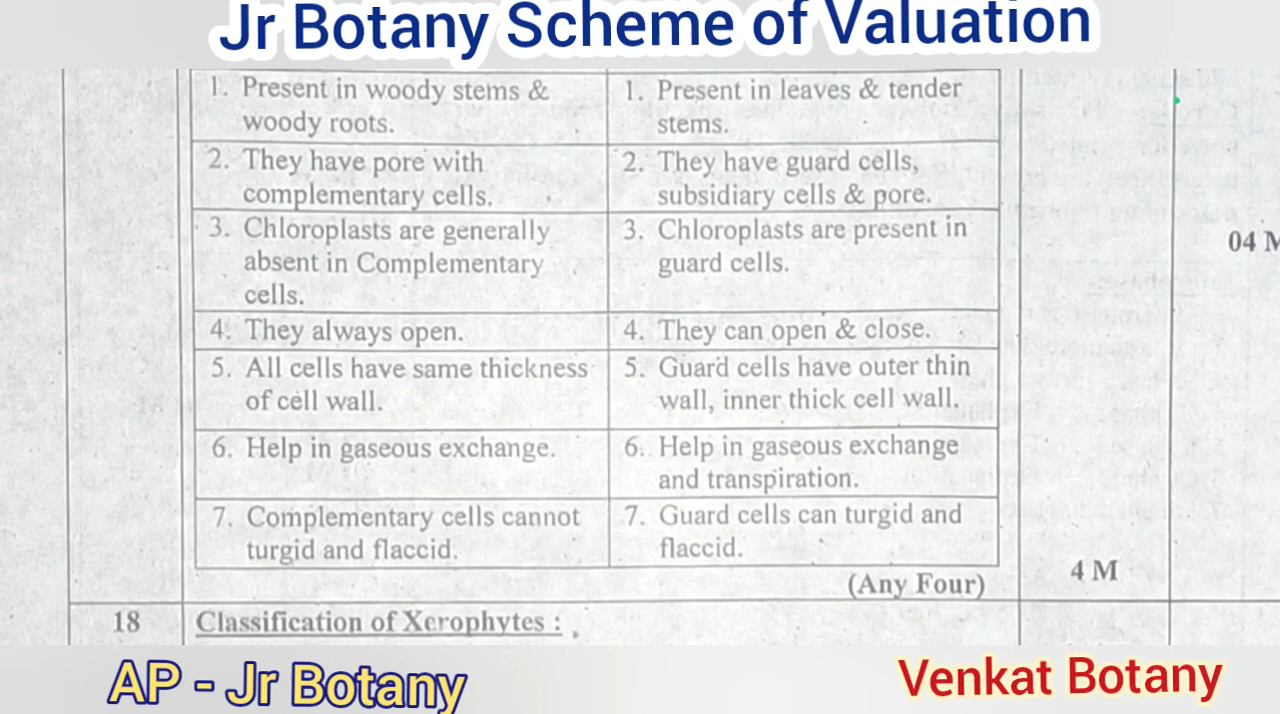 Jr Botany Scheme of Valuation
1. Present in woody stems &
woody roots.
1. Present in leaves & tender
stems.
2. They have pore with
complementary cells.
2. They have guard cells,
subsidiary cells & pore.
3. Chloroplasts are generally
absent in Complementary
cells.
3. Chloroplasts are present in
guard cells.
4. They always open.
4. They can open & close.
5. All cells have same thickness
of cell wall.
5. Guard cells have outer thin
wall, inner thick cell wall.
6. Help in gaseous exchange.
6. Help in gaseous exchange
and transpiration.
7. Complementary cells cannot
turgid and flaccid.
7. Guard cells can turgid and
flaccid.
(Any Four)
4 M
04 M
18 Classification of Xerophytes :
AP - Jr Botany
Venkat Botany